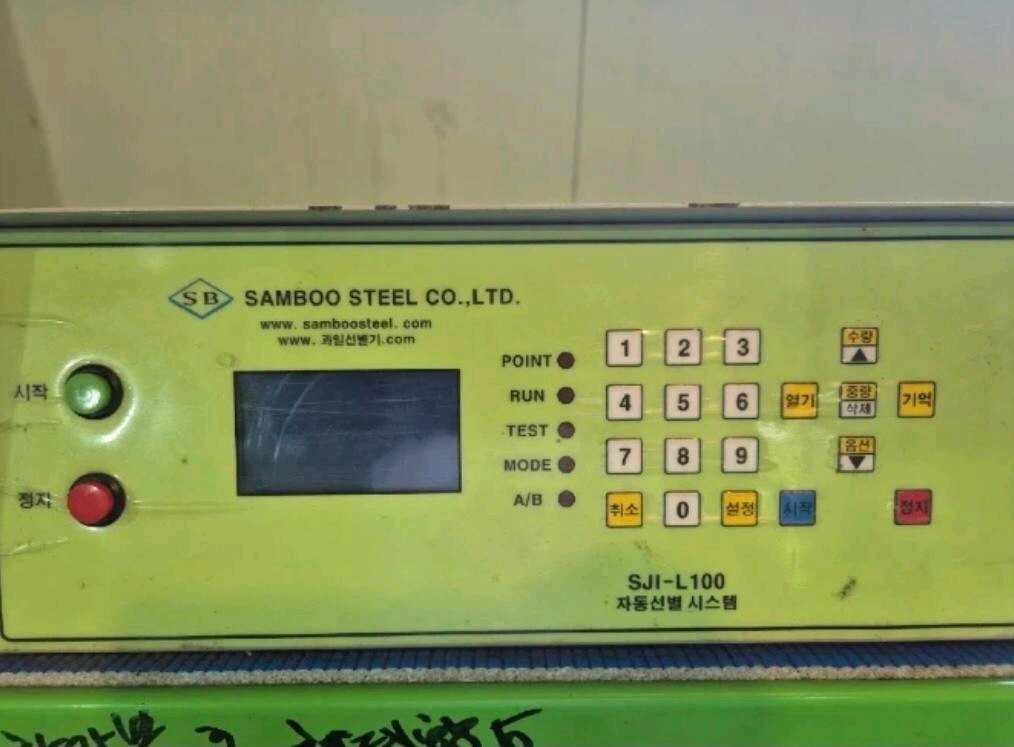 SB SAMBOO STEEL CO.,LTD.
www. samboosteel. com
www. 과일선별기.com
시작
정지
POINT
RUN
TEST
MODE
A/B
1 2 3 수량
4 5 6 열기 중량 삭제 기억
7 8 9 옵션
취소 0 설정 시작 정지
SJI-L100
자동선별 시스템